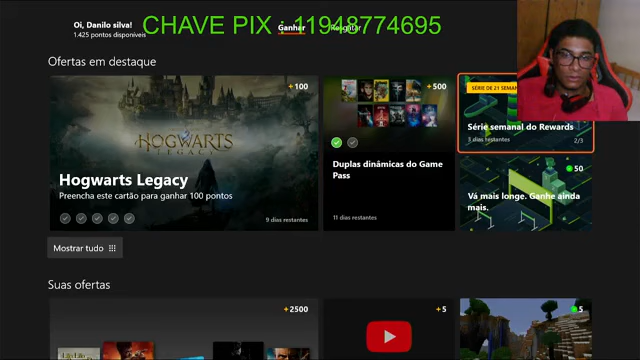 Oi, Danilo silva!
1.425 pontos disponíveis
CHAVE PIX : 11948774695
Ganhar
Resgatar
Ofertas em destaque
+100
HOGWARTS
LEGACY
Hogwarts Legacy
Preencha este cartão para ganhar 100 pontos
9 dias restantes
+500
Duplas dinâmicas do Game
Pass
11 dias restantes
SÉRIE DE 21 SEMAN
Série semanal do Rewards
3 dias restantes
2/3
50
Vá mais longe. Ganhe ainda
mais.
Mostrar tudo
Suas ofertas
+2500
+5
5